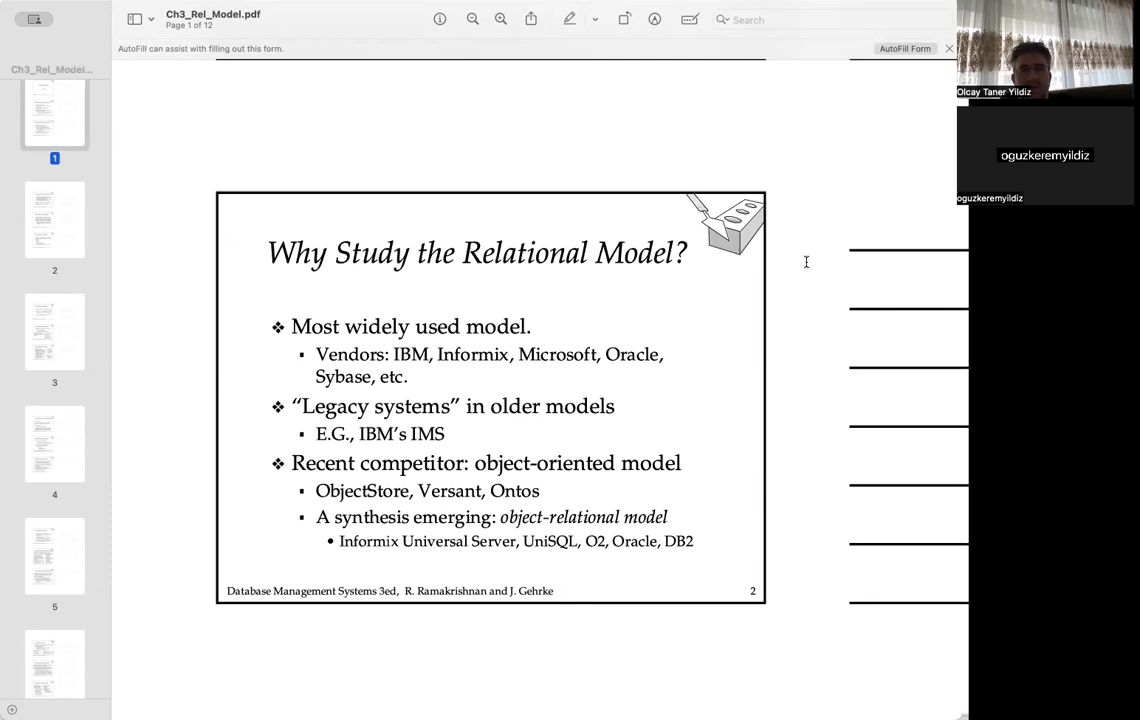 Ch3_Rel_Model.pdf
Page 1 of 12
Search
AutoFill can assist with filling out this form.
AutoFill Form
Ch3_Rel_Model...
1
2
3
4
5
Why Study the Relational Model?
❖ Most widely used model.
▪ Vendors: IBM, Informix, Microsoft, Oracle,
Sybase, etc.
❖ “Legacy systems” in older models
▪ E.G., IBM’s IMS
❖ Recent competitor: object-oriented model
▪ ObjectStore, Versant, Ontos
▪ A synthesis emerging: object-relational model
• Informix Universal Server, UniSQL, O2, Oracle, DB2
Database Management Systems 3ed, R. Ramakrishnan and J. Gehrke
2
Olcay Taner Yildiz
oguzkeremyildiz
oguzkeremyildiz